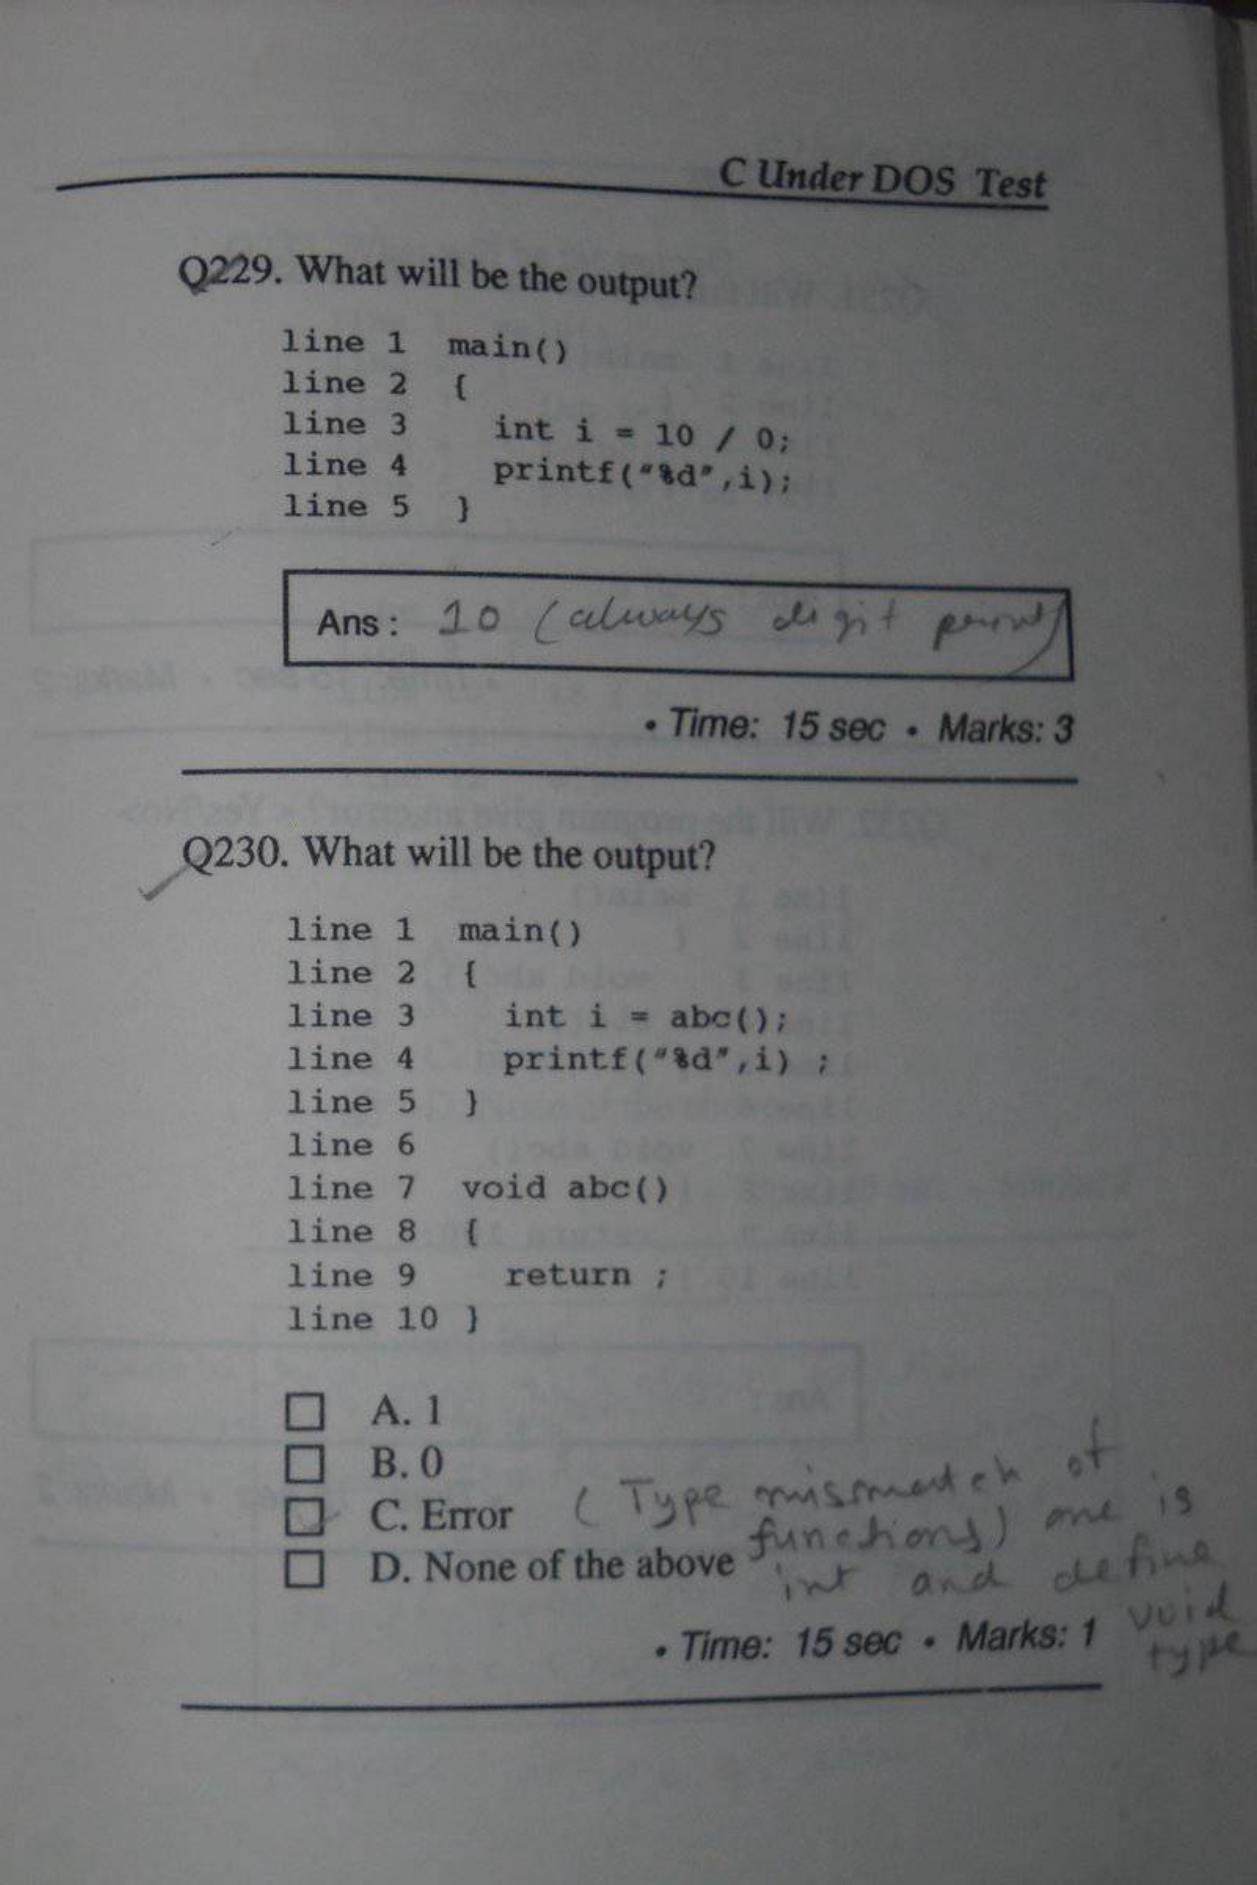 C Under DOS Test
Q229. What will be the output?
line 1 main()
line 2 {
line 3 int i = 10 / 0;
line 4 printf("%d",i);
line 5 }
Ans : 10 (always digit print)
• Time: 15 sec • Marks: 3
Q230. What will be the output?
line 1 main()
line 2 {
line 3 int i = abc();
line 4 printf("%d",i) ;
line 5 }
line 6
line 7 void abc()
line 8 {
line 9 return ;
line 10 }
A. 1
B. 0
C. Error (Type mismatch of
functions) one is
D. None of the above int and define
void
type
• Time: 15 sec • Marks: 1